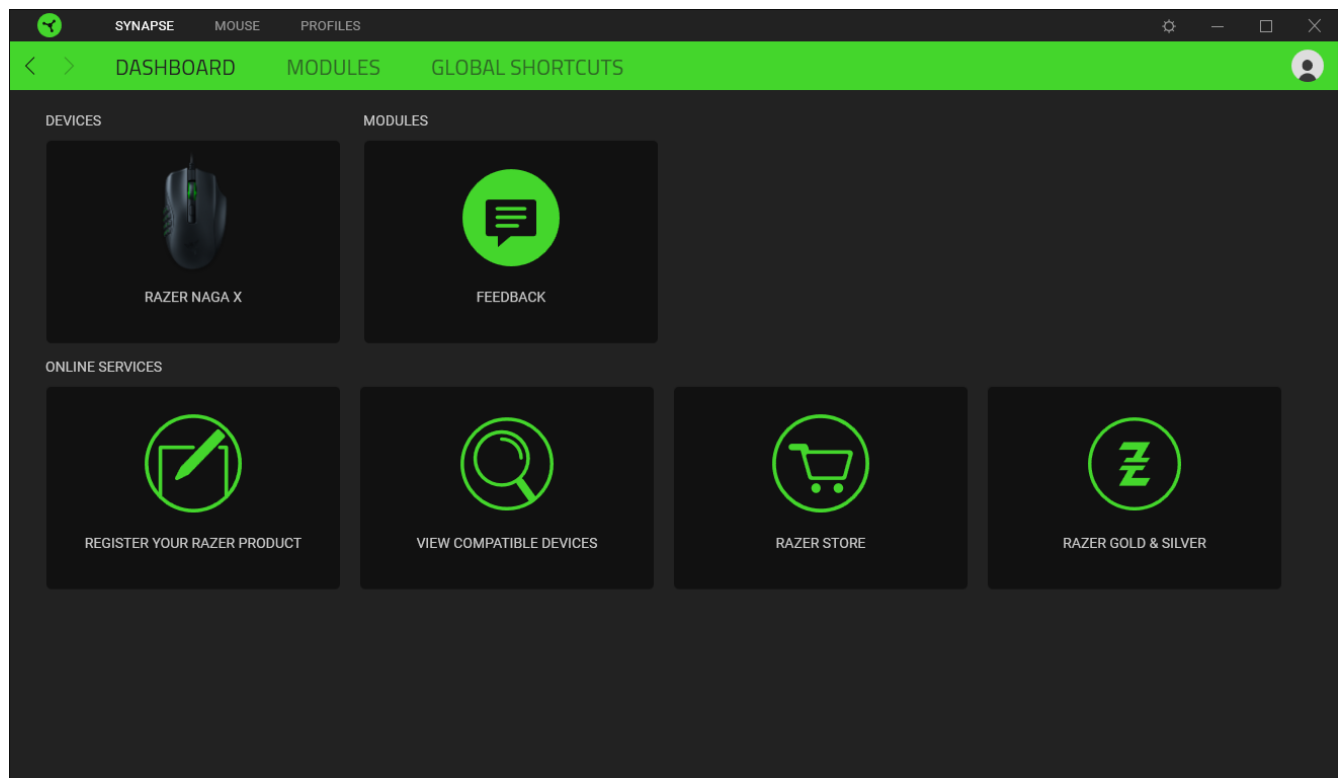 SYNAPSE MOUSE PROFILES
DASHBOARD MODULES GLOBAL SHORTCUTS
DEVICES MODULES
RAZER NAGA X FEEDBACK
ONLINE SERVICES
REGISTER YOUR RAZER PRODUCT VIEW COMPATIBLE DEVICES RAZER STORE RAZER GOLD & SILVER